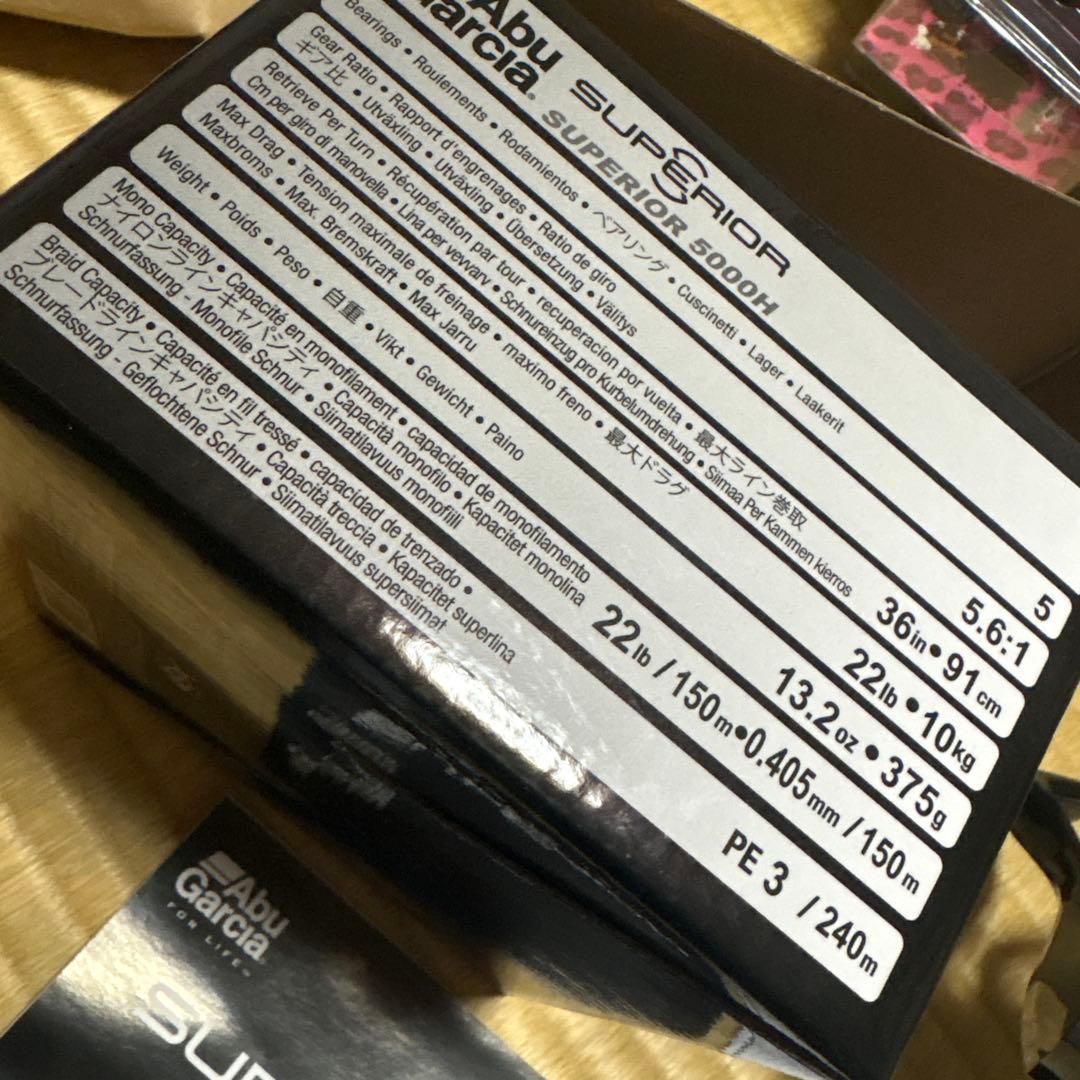 Abu
Garcia®
SUPERIOR
SUPERIOR 5000H
Bearings • Roulements • Rodamientos • ベアリング • Cuscinetti • Lager • Laakerit
5
Gear Ratio • Rapport d'engrenages • Ratio de giro
ギア比 • Utväxling • Utväxling • Übersetzung • Välitys
5.6:1
Retrieve Per Turn • Récupération par tour • recuperacion por vuelta • 最大ライン巻取
Cm per giro di manovella • Lina per vevvarv • Schnureinzug pro Kurbelumdrehung • Siimaa Per Kammen kierros
36in•91cm
Max Drag • Tension maximale de freinage • maximo freno • 最大ドラグ
Maxbroms • Max. Bremskraft • Max Jarru
22lb • 10kg
Weight • Poids • Peso • 自重 • Vikt • Gewicht • Paino
13.2oz • 375g
Mono Capacity • Capacité en monofilament • capacidad de monofilamento
ナイロンラインキャパシティ • Capacità monofilo • Kapacitet monolina
Schnurfassung - Monofile Schnur • Siimatilavuus monofiili
22lb / 150m•0.405mm / 150m
Braid Capacity • Capacité en fil tressé • capacidad de trenzado •
ブレードラインキャパシティ • Capacità treccia • Kapacitet superlina
Schnurfassung - Geflochtene Schnur • Siimatilavuus supersiimat
PE 3 / 240m
Abu
Garcia
FOR LIFE™